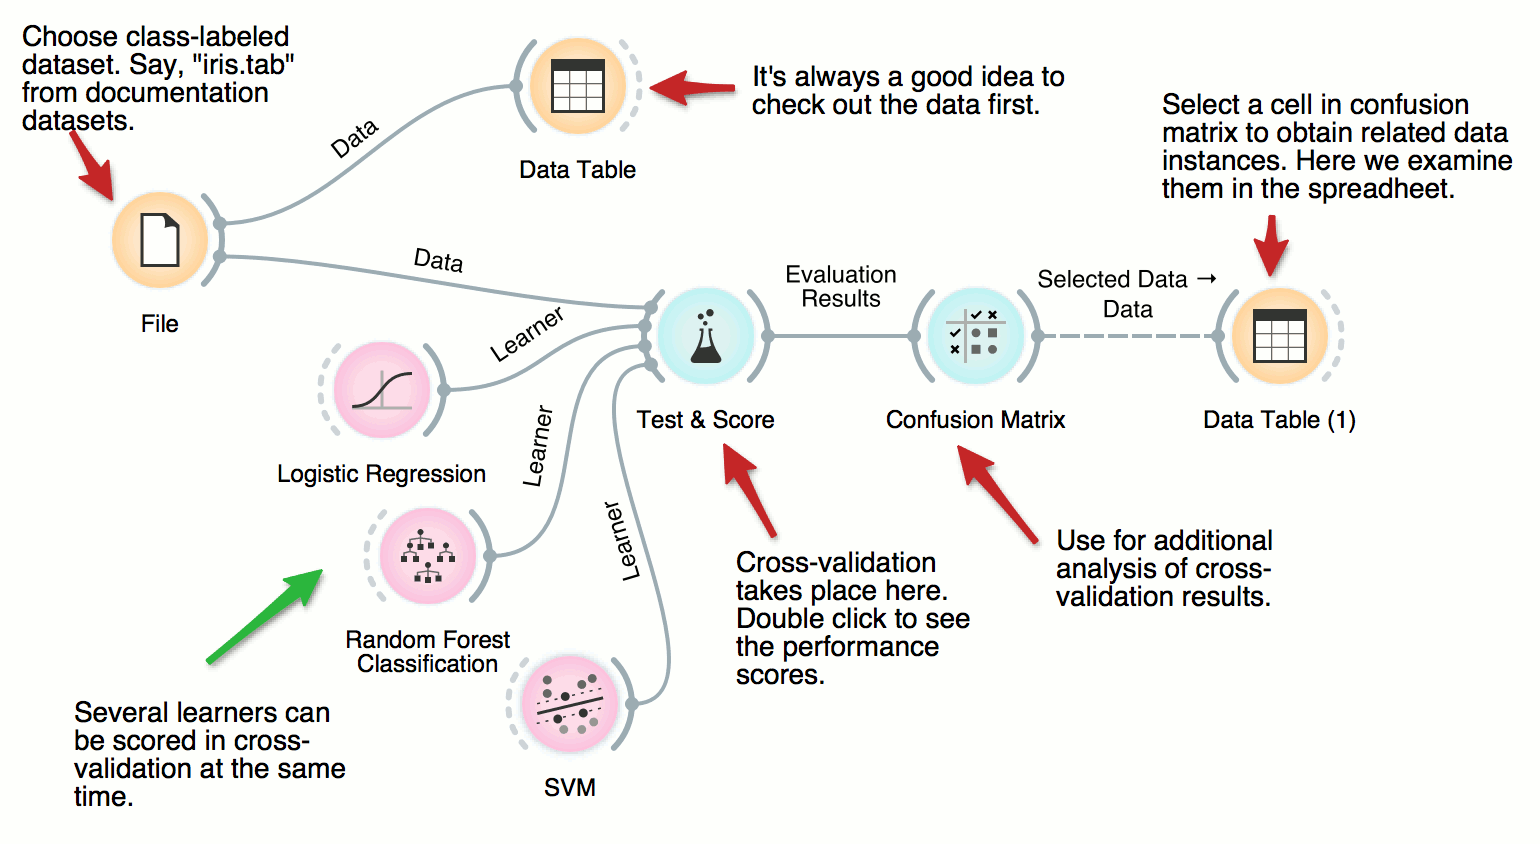 Choose class-labeled
dataset. Say, "iris.tab"
from documentation
datasets.
It's always a good idea to
check out the data first.
Select a cell in confusion
matrix to obtain related data
instances. Here we examine
them in the spreadheet.
Data
Data Table
File
Data
Learner
Evaluation
Results
Selected Data →
Data
Logistic Regression
Learner
Test & Score
Confusion Matrix
Data Table (1)
Random Forest
Classification
Learner
SVM
Several learners can
be scored in cross-
validation at the same
time.
Cross-validation
takes place here.
Double click to see
the performance
scores.
Use for additional
analysis of cross-
validation results.